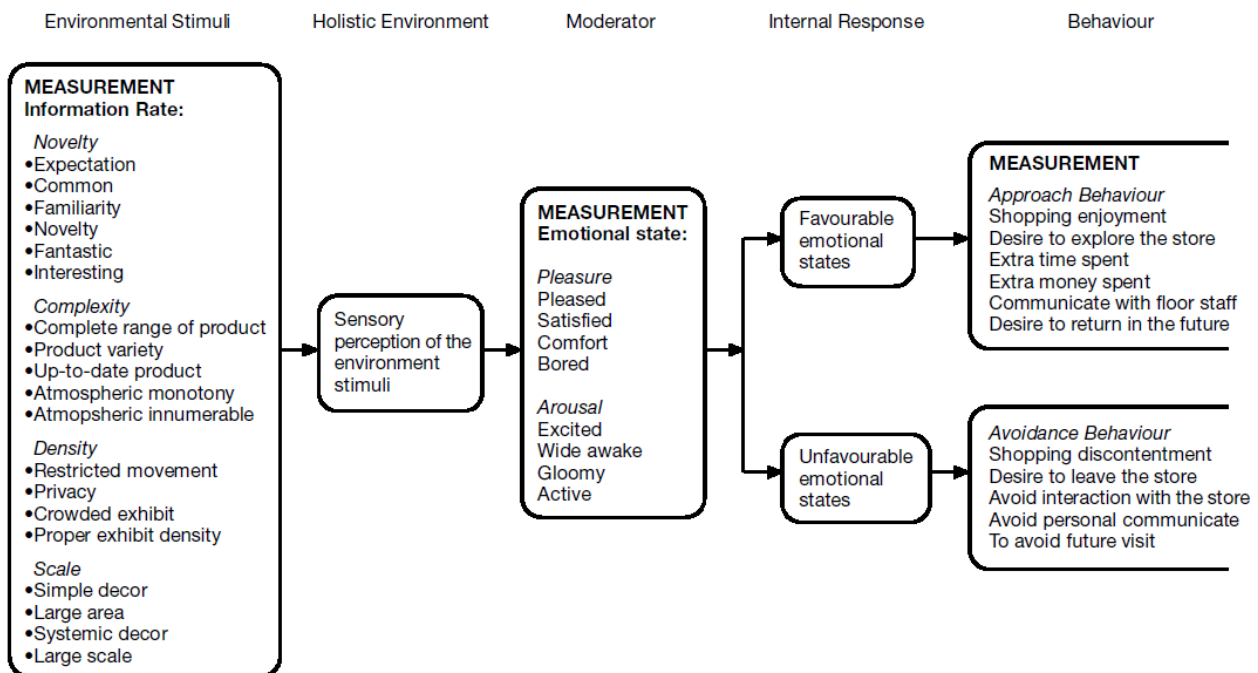 Environmental Stimuli
Holistic Environment
Moderator
Internal Response
Behaviour
MEASUREMENT
Information Rate:
Novelty
•Expectation
•Common
•Familiarity
•Novelty
•Fantastic
•Interesting
Complexity
•Complete range of product
•Product variety
•Up-to-date product
•Atmospheric monotony
•Atmopsheric innumerable
Density
•Restricted movement
•Privacy
•Crowded exhibit
•Proper exhibit density
Scale
•Simple decor
•Large area
•Systemic decor
•Large scale
Sensory
perception of the
environment
stimuli
MEASUREMENT
Emotional state:
Pleasure
Pleased
Satisfied
Comfort
Bored
Arousal
Excited
Wide awake
Gloomy
Active
Favourable
emotional
states
Unfavourable
emotional
states
MEASUREMENT
Approach Behaviour
Shopping enjoyment
Desire to explore the store
Extra time spent
Extra money spent
Communicate with floor staff
Desire to return in the future
Avoidance Behaviour
Shopping discontentment
Desire to leave the store
Avoid interaction with the store
Avoid personal communicate
To avoid future visit